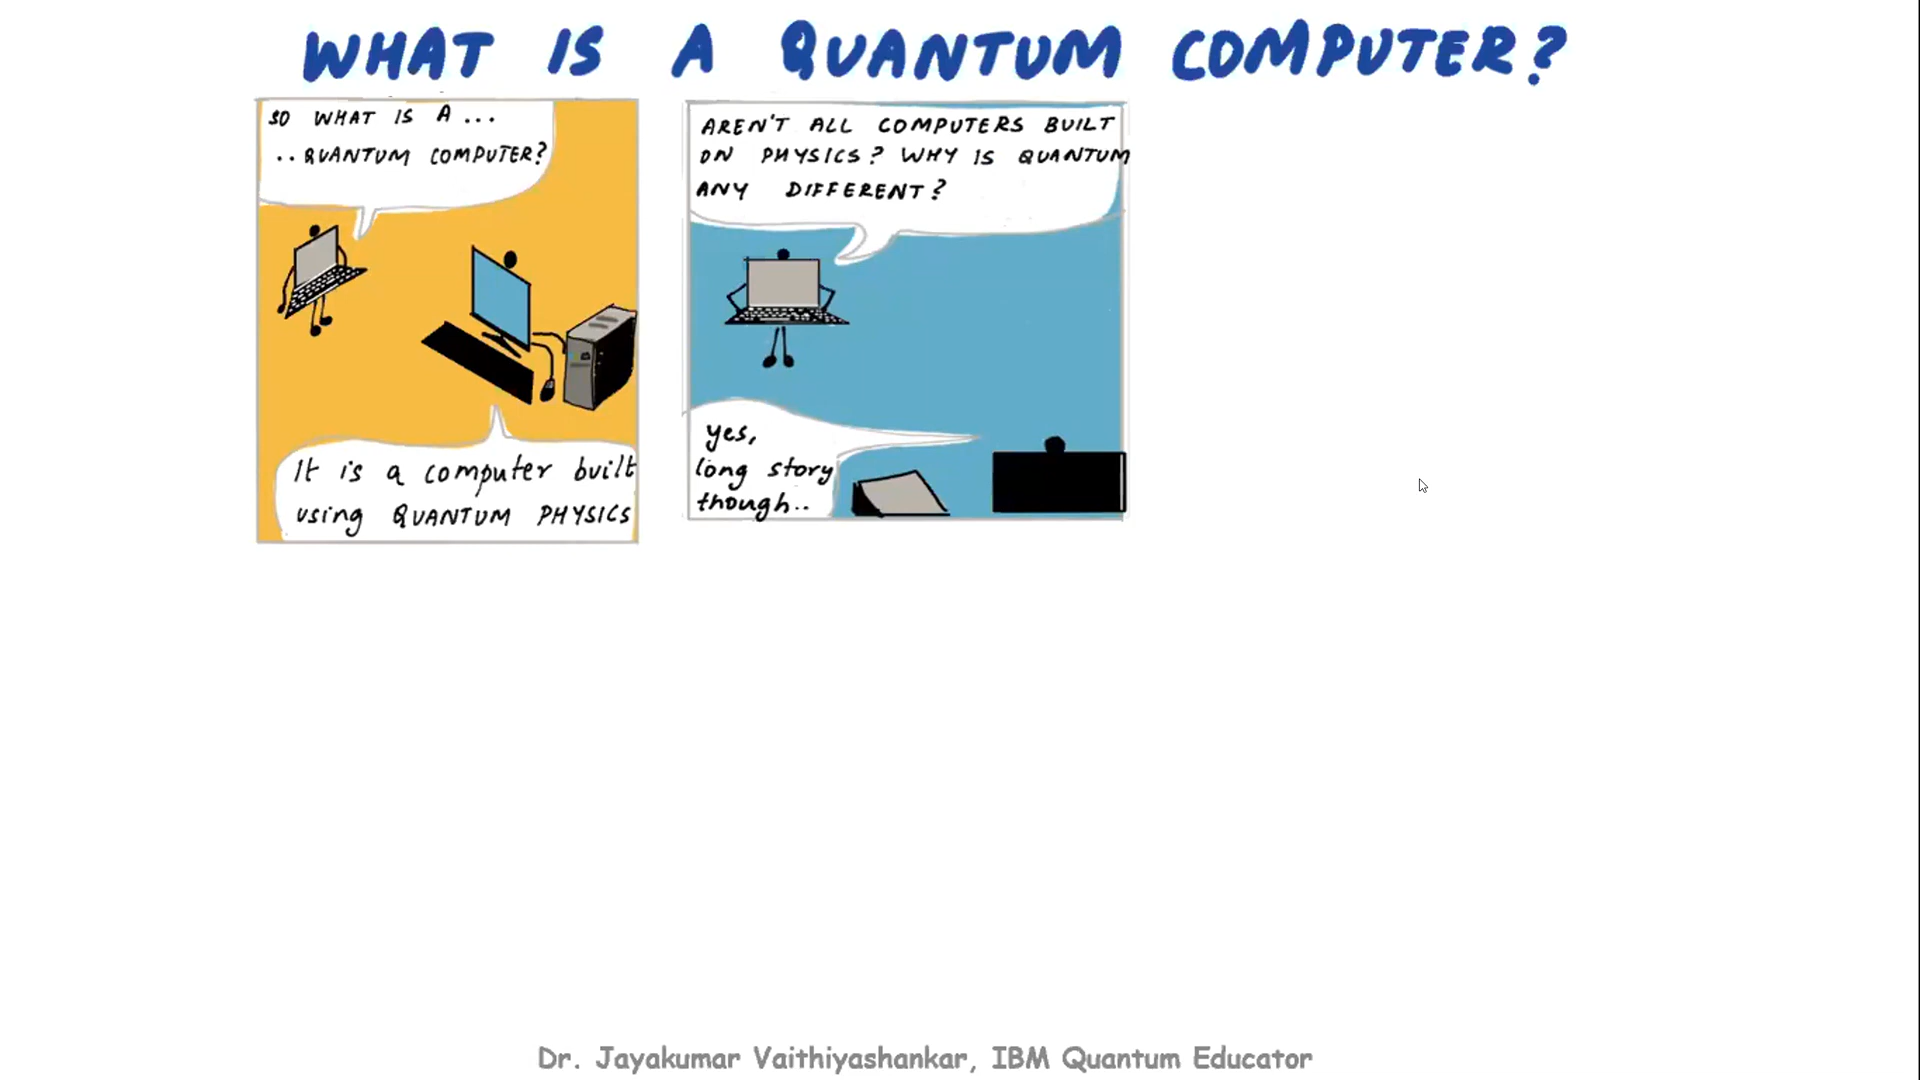 WHAT IS A QUANTUM COMPUTER?
SO WHAT IS A ...
..QUANTUM COMPUTER?
It is a computer built
using QUANTUM PHYSICS
AREN'T ALL COMPUTERS BUILT
ON PHYSICS? WHY IS QUANTUM
ANY DIFFERENT?
yes,
long story
though..
Dr. Jayakumar Vaithiyashankar, IBM Quantum Educator